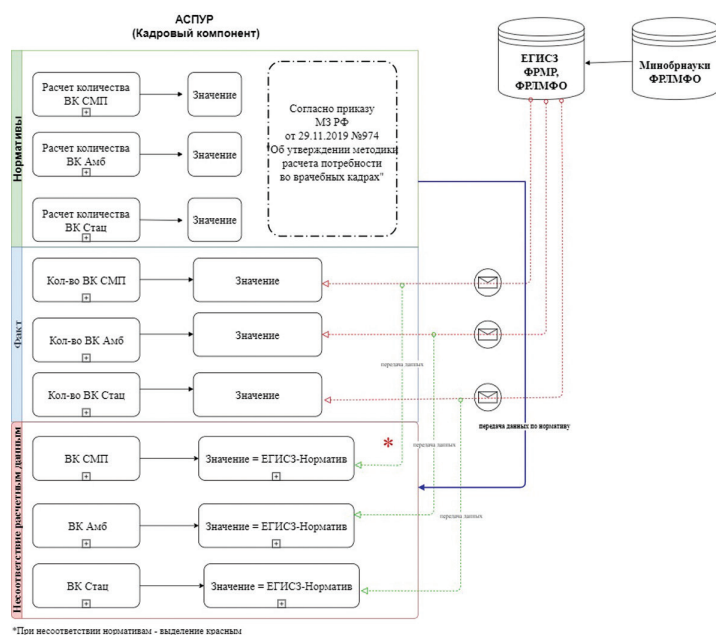 АСПУР
(Кадровый компонент)
Нормативы
Расчет количества
ВК СМП
Значение
Расчет количества
ВК Амб
Значение
Расчет количества
ВК Стац
Значение
Согласно приказу
МЗ РФ
от 29.11.2019 №974
"Об утверждении методики
расчета потребности
во врачебных кадрах"
ЕГИСЗ
ФРМР,
ФРЛМФО
Минобрнауки
ФРЛМФО
Факт
Кол-во ВК СМП
Значение
Кол-во ВК Амб
Значение
передача данных
Кол-во ВК Стац
Значение
передача данных по нормативу
Несоответствие расчетным данным
*
передача данных
ВК СМП
Значение = ЕГИСЗ-Норматив
передача данных
ВК Амб
Значение = ЕГИСЗ-Норматив
ВК Стац
Значение = ЕГИСЗ-Норматив
*При несоответствии нормативам - выделение красным